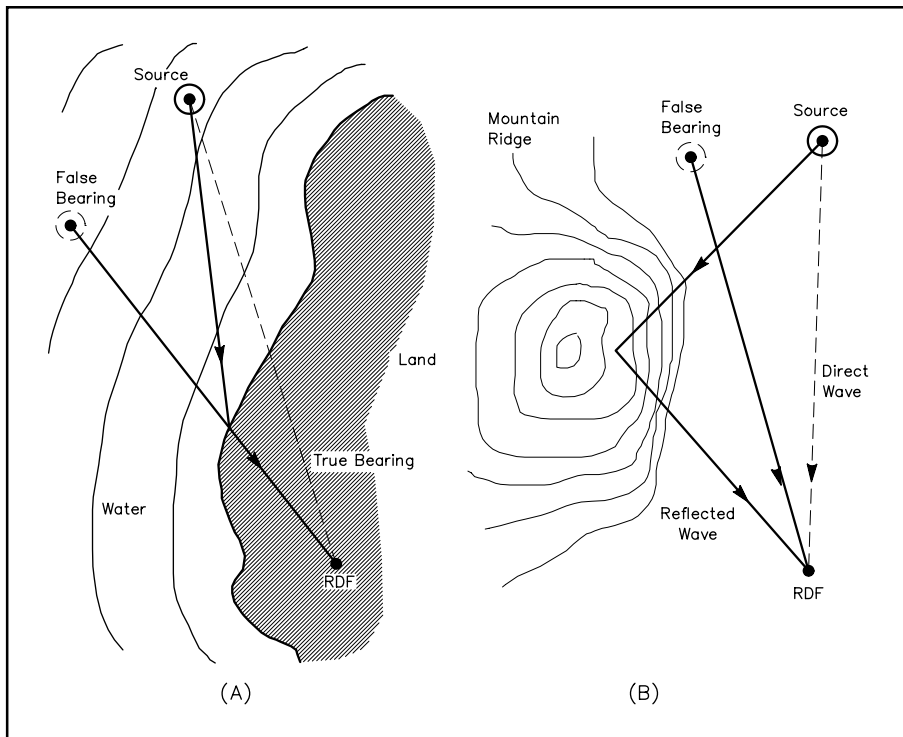 Source
False
Bearing
Land
True Bearing
Water
RDF
(A)
Mountain
Ridge
False
Bearing
Source
Direct
Wave
Reflected
Wave
RDF
(B)